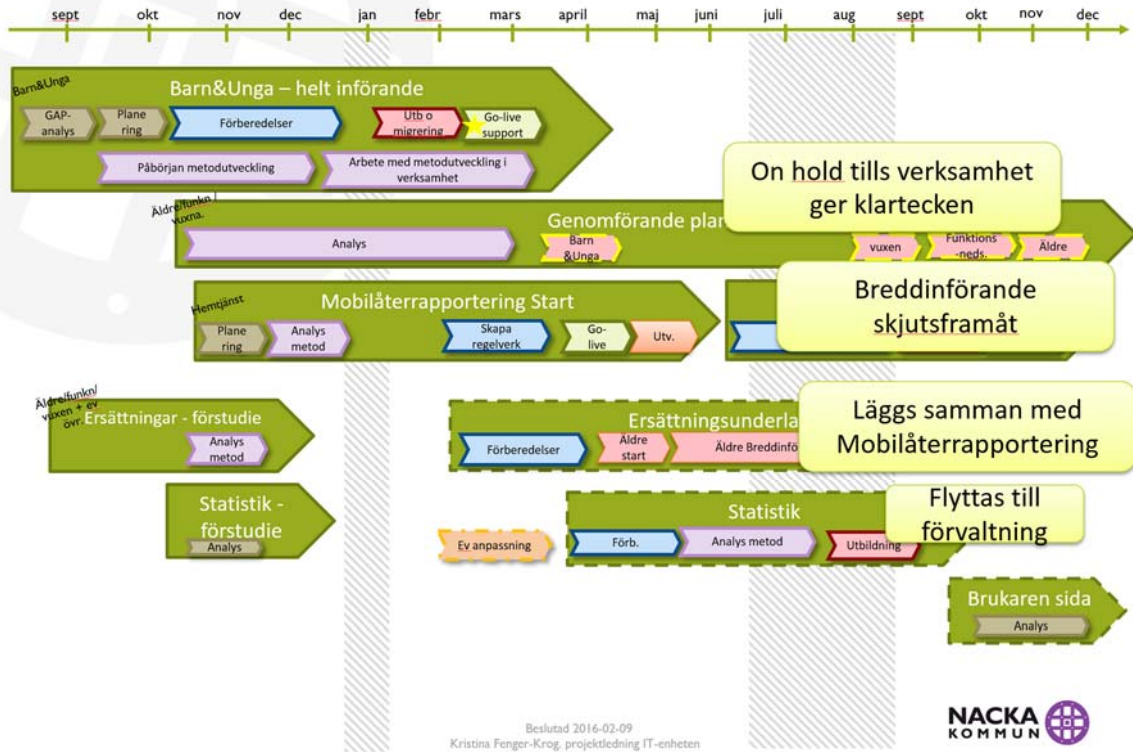 sept okt nov dec jan febr mars april maj juni juli aug sept okt nov dec
Barn&Unga
Barn&Unga – helt införande
GAP-
analys
Plane
ring
Förberedelser
Utb o
migrering
Go-live
support
Påbörjan metodutveckling
Arbete med metodutveckling i
verksamhet
On hold tills verksamhet
ger klartecken
Äldre/funkn /
vuxna.
Genomförande plan
Analys
Barn
&Unga
vuxen
Funktions
-neds.
Äldre
Hemtjänst
Mobilåterrapportering Start
Plane
ring
Analys
metod
Skapa
regelverk
Go-
live
Utv.
Breddinförande
skjutsframåt
Äldre/funkn/
vuxen + ev
övr.
Ersättningar - förstudie
Analys
metod
Ersättningsunderla
Förberedelser
Äldre
start
Äldre Breddinfö
Läggs samman med
Mobilåterrapportering
Statistik -
förstudie
Analys
Ev anpassning
Statistik
Förb.
Analys metod
Utbildning
Flyttas till
förvaltning
Brukaren sida
Analys
Beslutad 2016-02-09
Kristina Fenger-Krog. projektledning IT-enheten
NACKA
KOMMUN